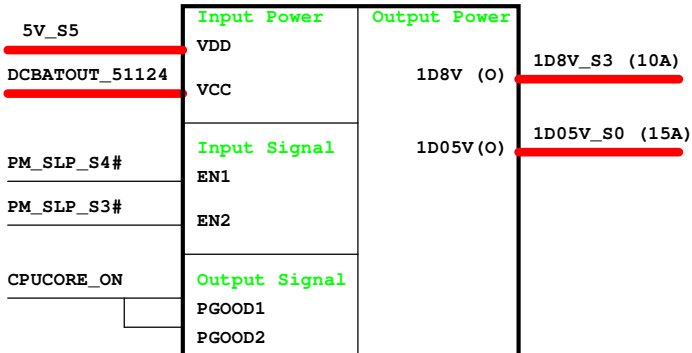 Input Power
Output Power
5V_S5
VDD
DCBATOUT_51124
VCC
1D8V (O)
1D8V_S3 (10A)
Input Signal
1D05V(O)
1D05V_S0 (15A)
PM_SLP_S4#
EN1
PM_SLP_S3#
EN2
CPUCORE_ON
Output Signal
PGOOD1
PGOOD2